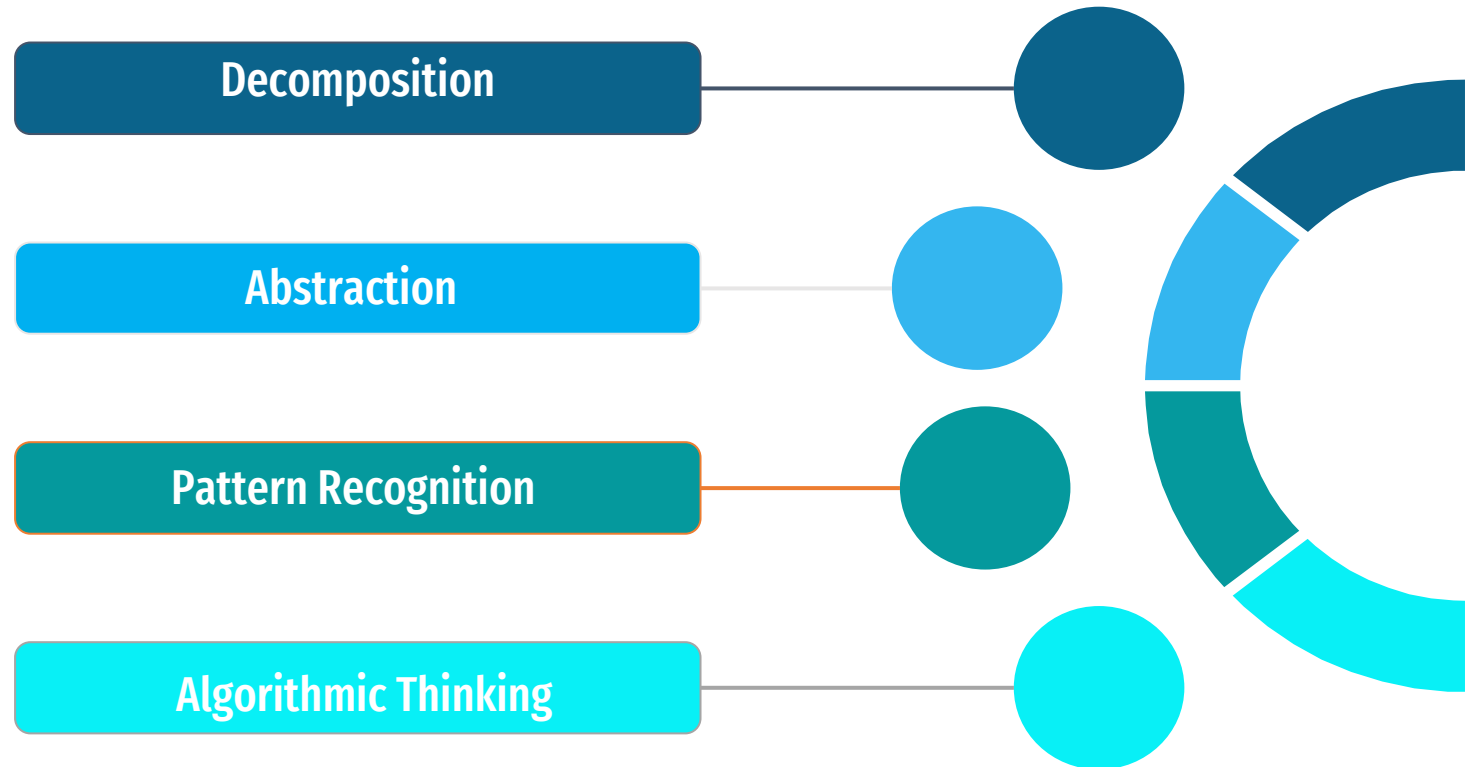 Decomposition
Abstraction
Pattern Recognition
Algorithmic Thinking